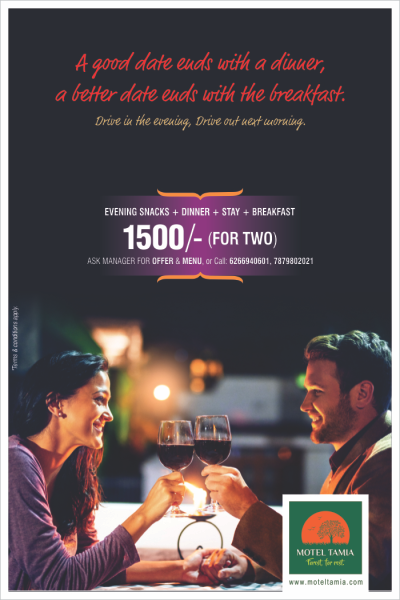 A good date ends with a dinner,
a better date ends with the breakfast.
Drive in the evening, Drive out next morning.
EVENING SNACKS + DINNER + STAY + BREAKFAST
1500/- (FOR TWO)
ASK MANAGER FOR OFFER & MENU, or Call: 6266940601, 7879802021
*Terms & conditions apply.
MOTEL TAMIA
Forest for rest
www.moteltamia.com